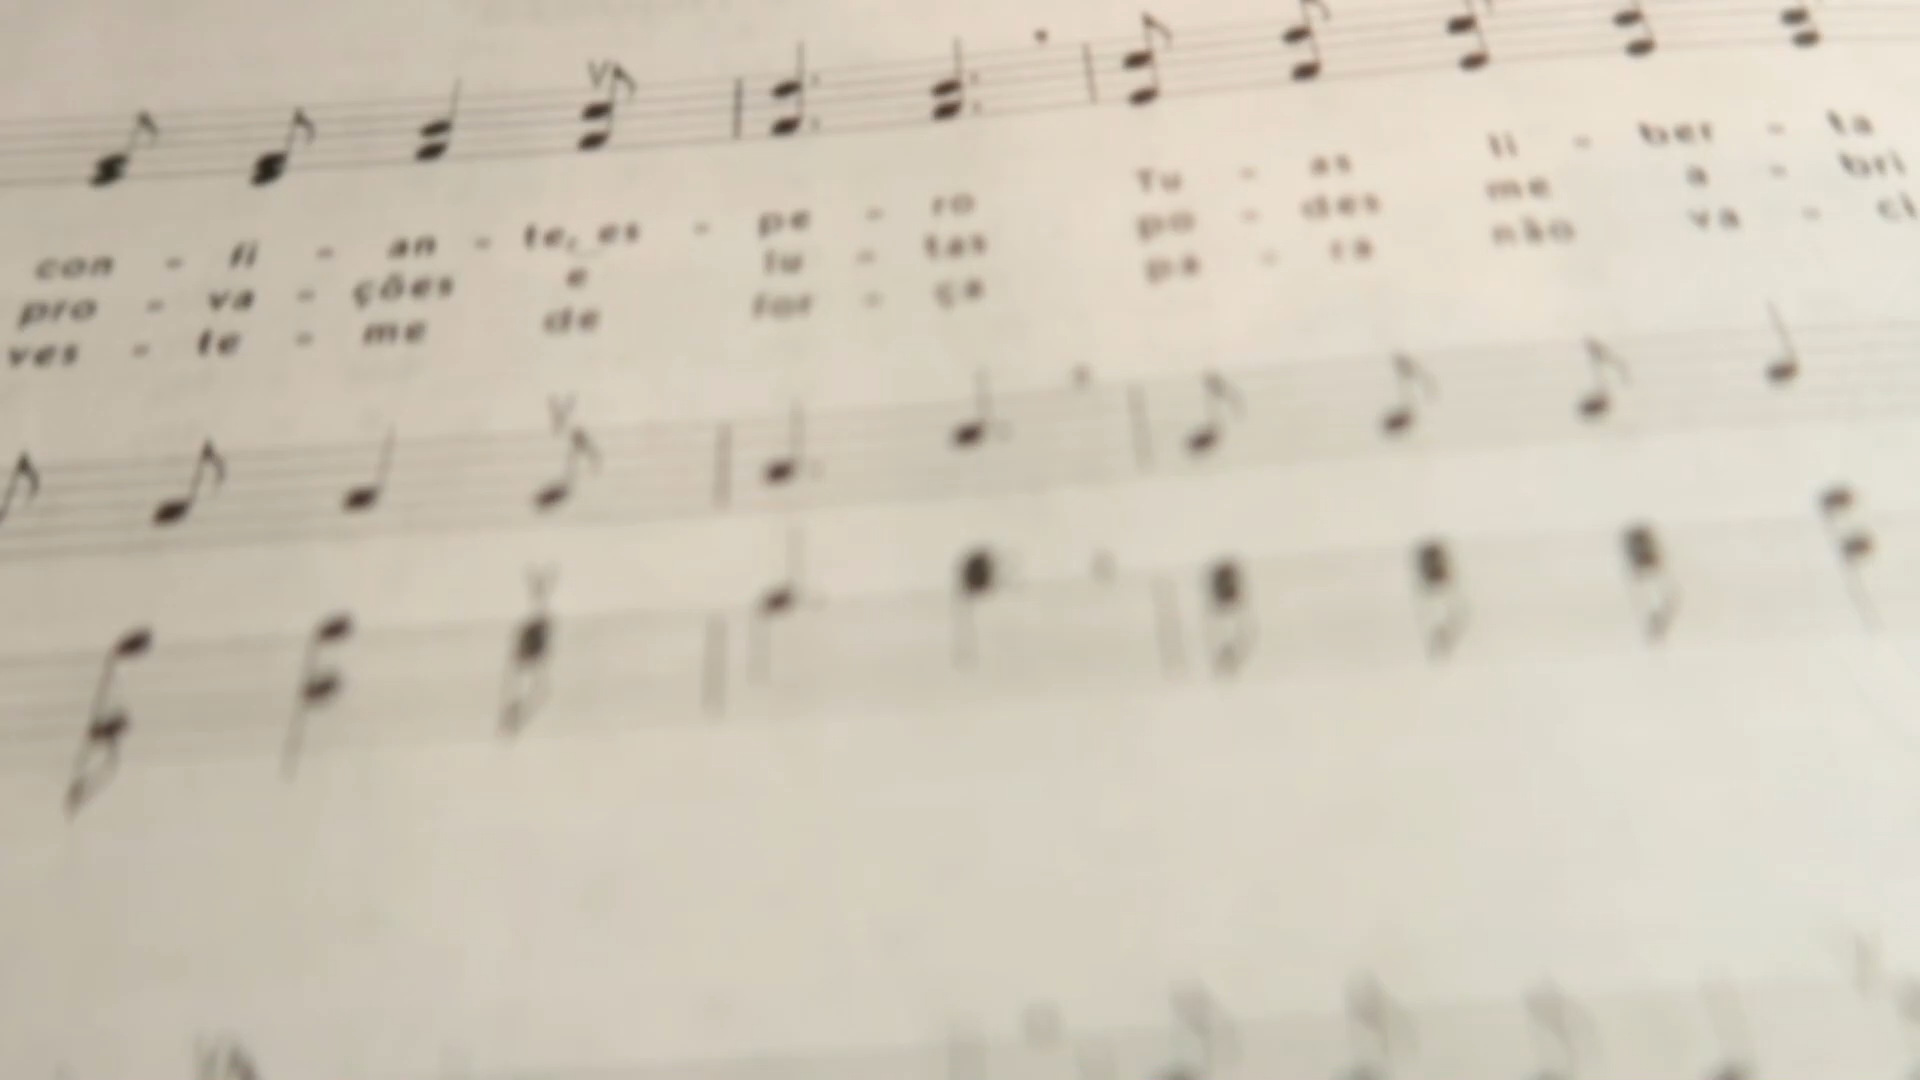 con - fi - an - te, es - pe - ro Tu - as li - ber - ta
pro - va - ções e lu - tas po - des me a - bri
ves - te - me de for - ça pa - ra não va - ci